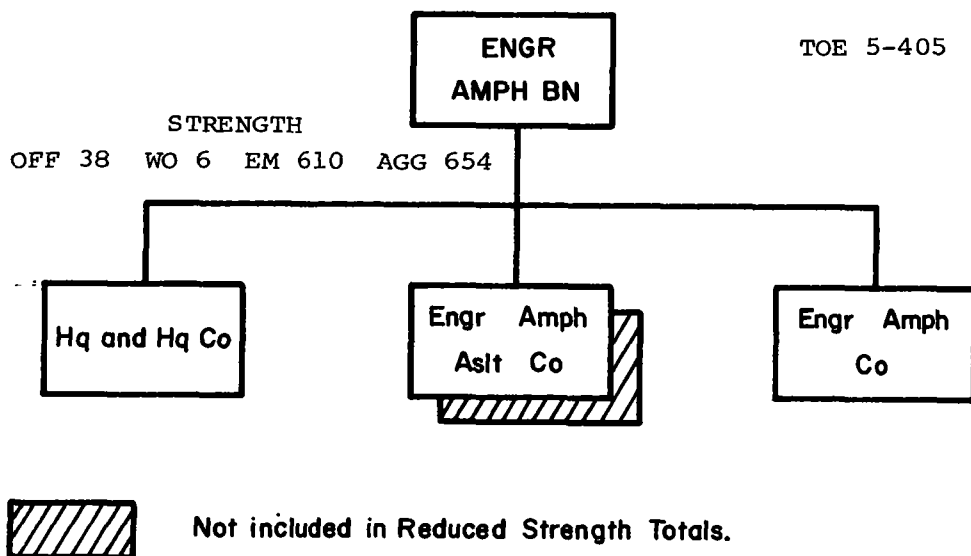 ENGR
AMPH BN
TOE 5-405
STRENGTH
OFF 38 WO 6 EM 610 AGG 654
Hq and Hq Co
Engr Amph
Aslt Co
Engr Amph
Co
Not included in Reduced Strength Totals.